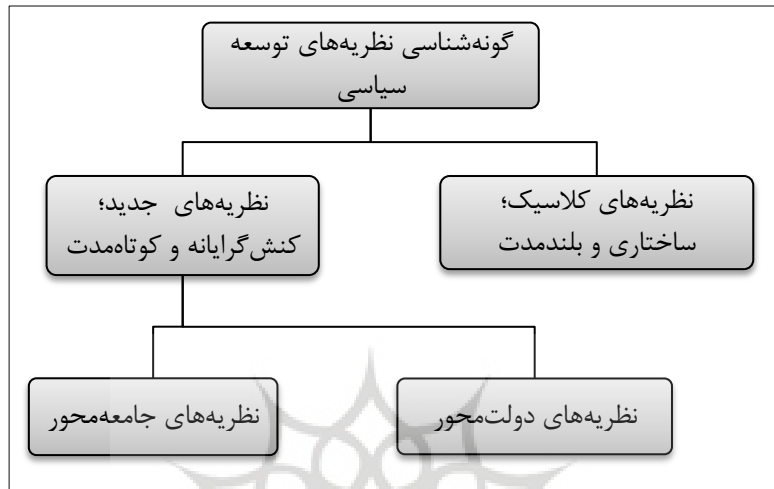 گونه‌شناسی نظریه‌های توسعه
سیاسی
نظریه‌های کلاسیک؛
ساختاری و بلندمدت
نظریه‌های جدید؛
کنش‌گرایانه و کوتاه‌مدت
نظریه‌های دولت‌محور
نظریه‌های جامعه‌محور